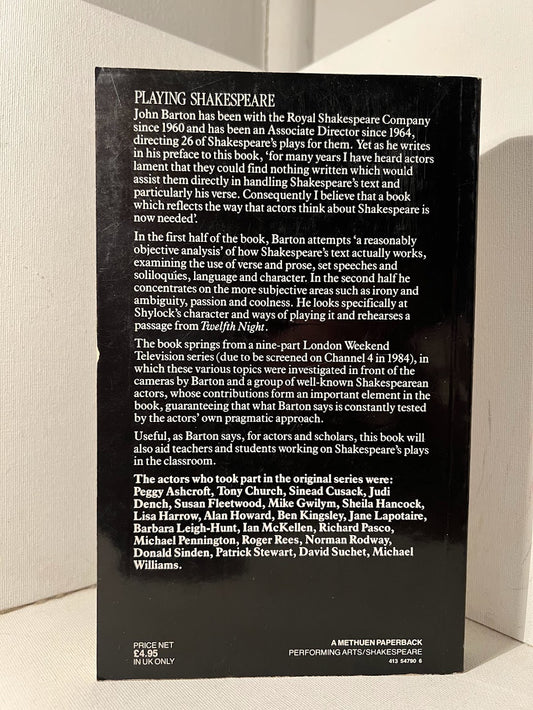 PLAYING SHAKESPEARE
John Barton has been with the Royal Shakespeare Company
since 1960 and has been an Associate Director since 1964,
directing 26 of Shakespeare's plays for them. Yet as he writes
in his preface to this book, 'for many years I have heard actors
lament that they could find nothing written which would
assist them directly in handling Shakespeare's text and
particularly his verse. Consequently I believe that a book
which reflects the way that actors think about Shakespeare is
now needed'.
In the first half of the book, Barton attempts 'a reasonably
objective analysis' of how Shakespeare's text actually works,
examining the use of verse and prose, set speeches and
soliloquies, language and character. In the second half he
concentrates on the more subjective areas such as irony and
ambiguity, passion and coolness. He looks specifically at
Shylock's character and ways of playing it and rehearses a
passage from Twelfth Night.
The book springs from a nine-part London Weekend
Television series (due to be screened on Channel 4 in 1984), in
which these various topics were investigated in front of the
cameras by Barton and a group of well-known Shakespearean
actors, whose contributions form an important element in the
book, guaranteeing that what Barton says is constantly tested
by the actors' own pragmatic approach.
Useful, as Barton says, for actors and scholars, this book will
also aid teachers and students working on Shakespeare's plays
in the classroom.
The actors who took part in the original series were:
Peggy Ashcroft, Tony Church, Sinead Cusack, Judi
Dench, Susan Fleetwood, Mike Gwilym, Sheila Hancock,
Lisa Harrow, Alan Howard, Ben Kingsley, Jane Lapotaire,
Barbara Leigh-Hunt, Ian McKellen, Richard Pasco,
Michael Pennington, Roger Rees, Norman Rodway,
Donald Sinden, Patrick Stewart, David Suchet, Michael
Williams.
PRICE NET
£4.95
IN UK ONLY
A METHUEN PAPERBACK
PERFORMING ARTS/SHAKESPEARE
413 54790 6